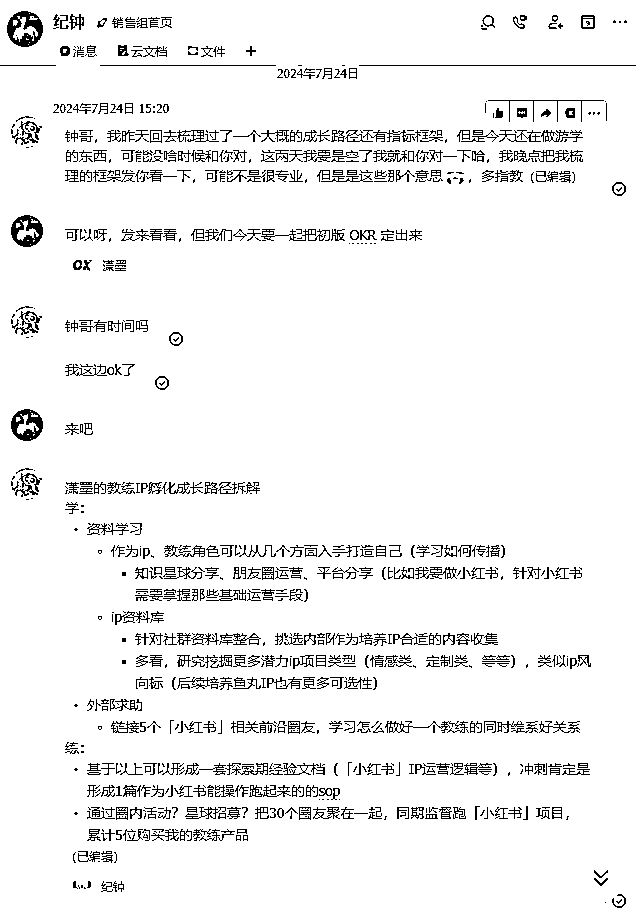 纪钟 销售组首页
消息 云文档 文件 +
2024年7月24日
2024年7月24日 15:20
钟哥，我昨天回去梳理过了一个大概的成长路径还有指标框架，但是今天还在做游学
的东西，可能没啥时候和你对，这两天我要是空了我就和你对一下哈，我晚点把我梳
理的框架发你看一下，可能不是很专业，但是是这些那个意思，多指教（已编辑）
可以呀，发来看看，但我们今天要一起把初版 OKR 定出来
OK 潇墨
钟哥有时间吗
我这边ok了
来吧
潇墨的教练IP孵化成长路径拆解
学：
• 资料学习
◦ 作为ip、教练角色可以从几个方面入手打造自己（学习如何传播）
▪ 知识星球分享、朋友圈运营、平台分享（比如我要做小红书，针对小红书
需要掌握那些基础运营手段）
◦ ip资料库
▪ 针对社群资料库整合，挑选内部作为培养IP合适的内容收集
▪ 多看，研究挖掘更多潜力ip项目类型（情感类、定制类、等等），类似ip风
向标（后续培养鱼丸IP也有更多可选性）
• 外部求助
◦ 链接5个「小红书」相关前沿圈友，学习怎么做好一个教练的同时维系好关系
练：
• 基于以上可以形成一套探索期经验文档（「小红书」IP运营逻辑等），冲刺肯定是
形成1篇作为小红书能操作跑起来的的sop
• 通过圈内活动？星球招募？把30个圈友聚在一起，同期监督跑「小红书」项目，
累计5位购买我的教练产品
（已编辑）
纪钟